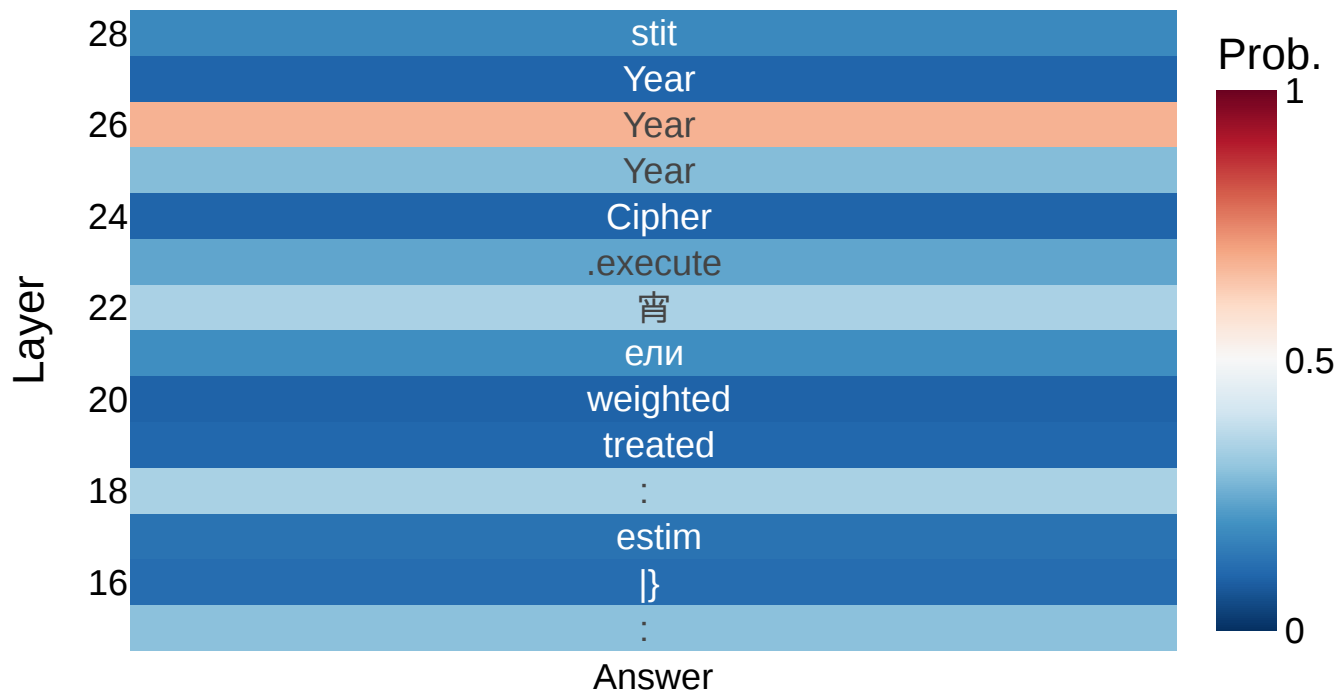 28 stit
Year
Prob.
1
26 Year
Year
24 Cipher
.execute
22 宵
Layer
ели
0.5
20 weighted
treated
18 :
estim
16 |}
:
0
Answer